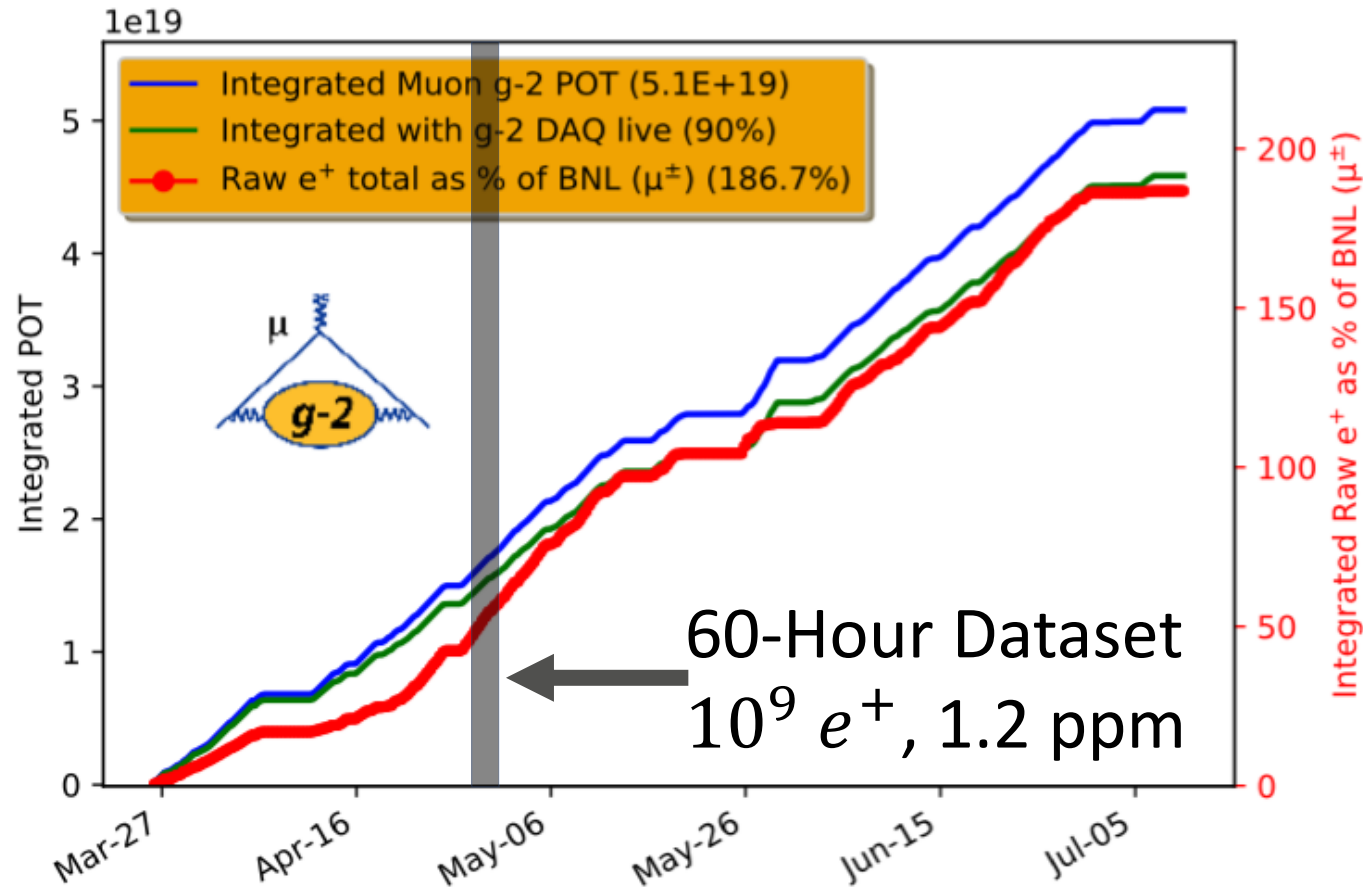 1e19
Integrated Muon g-2 POT (5.1E+19)
Integrated with g-2 DAQ live (90%)
Raw e⁺ total as % of BNL (μ±) (186.7%)
5
4
3
2
1
0
Integrated POT
200
150
100
50
0
Integrated Raw e⁺ as % of BNL (μ±)
μ
g-2
60-Hour Dataset
10⁹ e⁺, 1.2 ppm
Mar-27
Apr-16
May-06
May-26
Jun-15
Jul-05